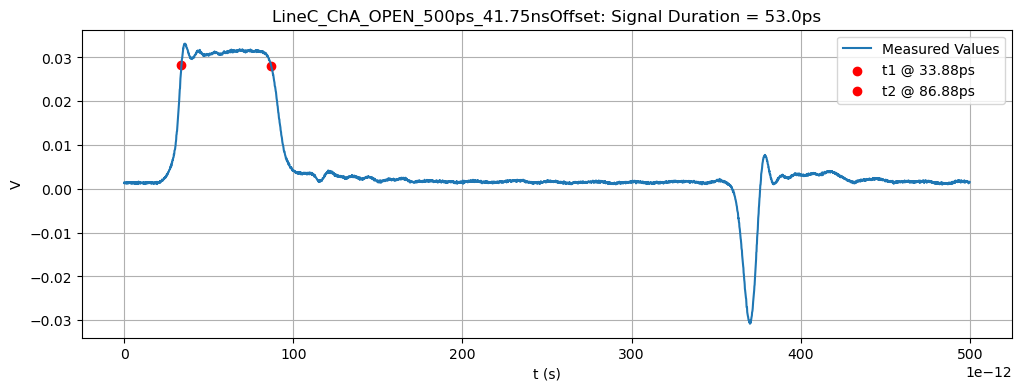 LineC_ChA_OPEN_500ps_41.75nsOffset: Signal Duration = 53.0ps
Measured Values
t1 @ 33.88ps
t2 @ 86.88ps
0.03
0.02
0.01
0.00
−0.01
−0.02
−0.03
V
0 100 200 300 400 500
1e−12
t (s)